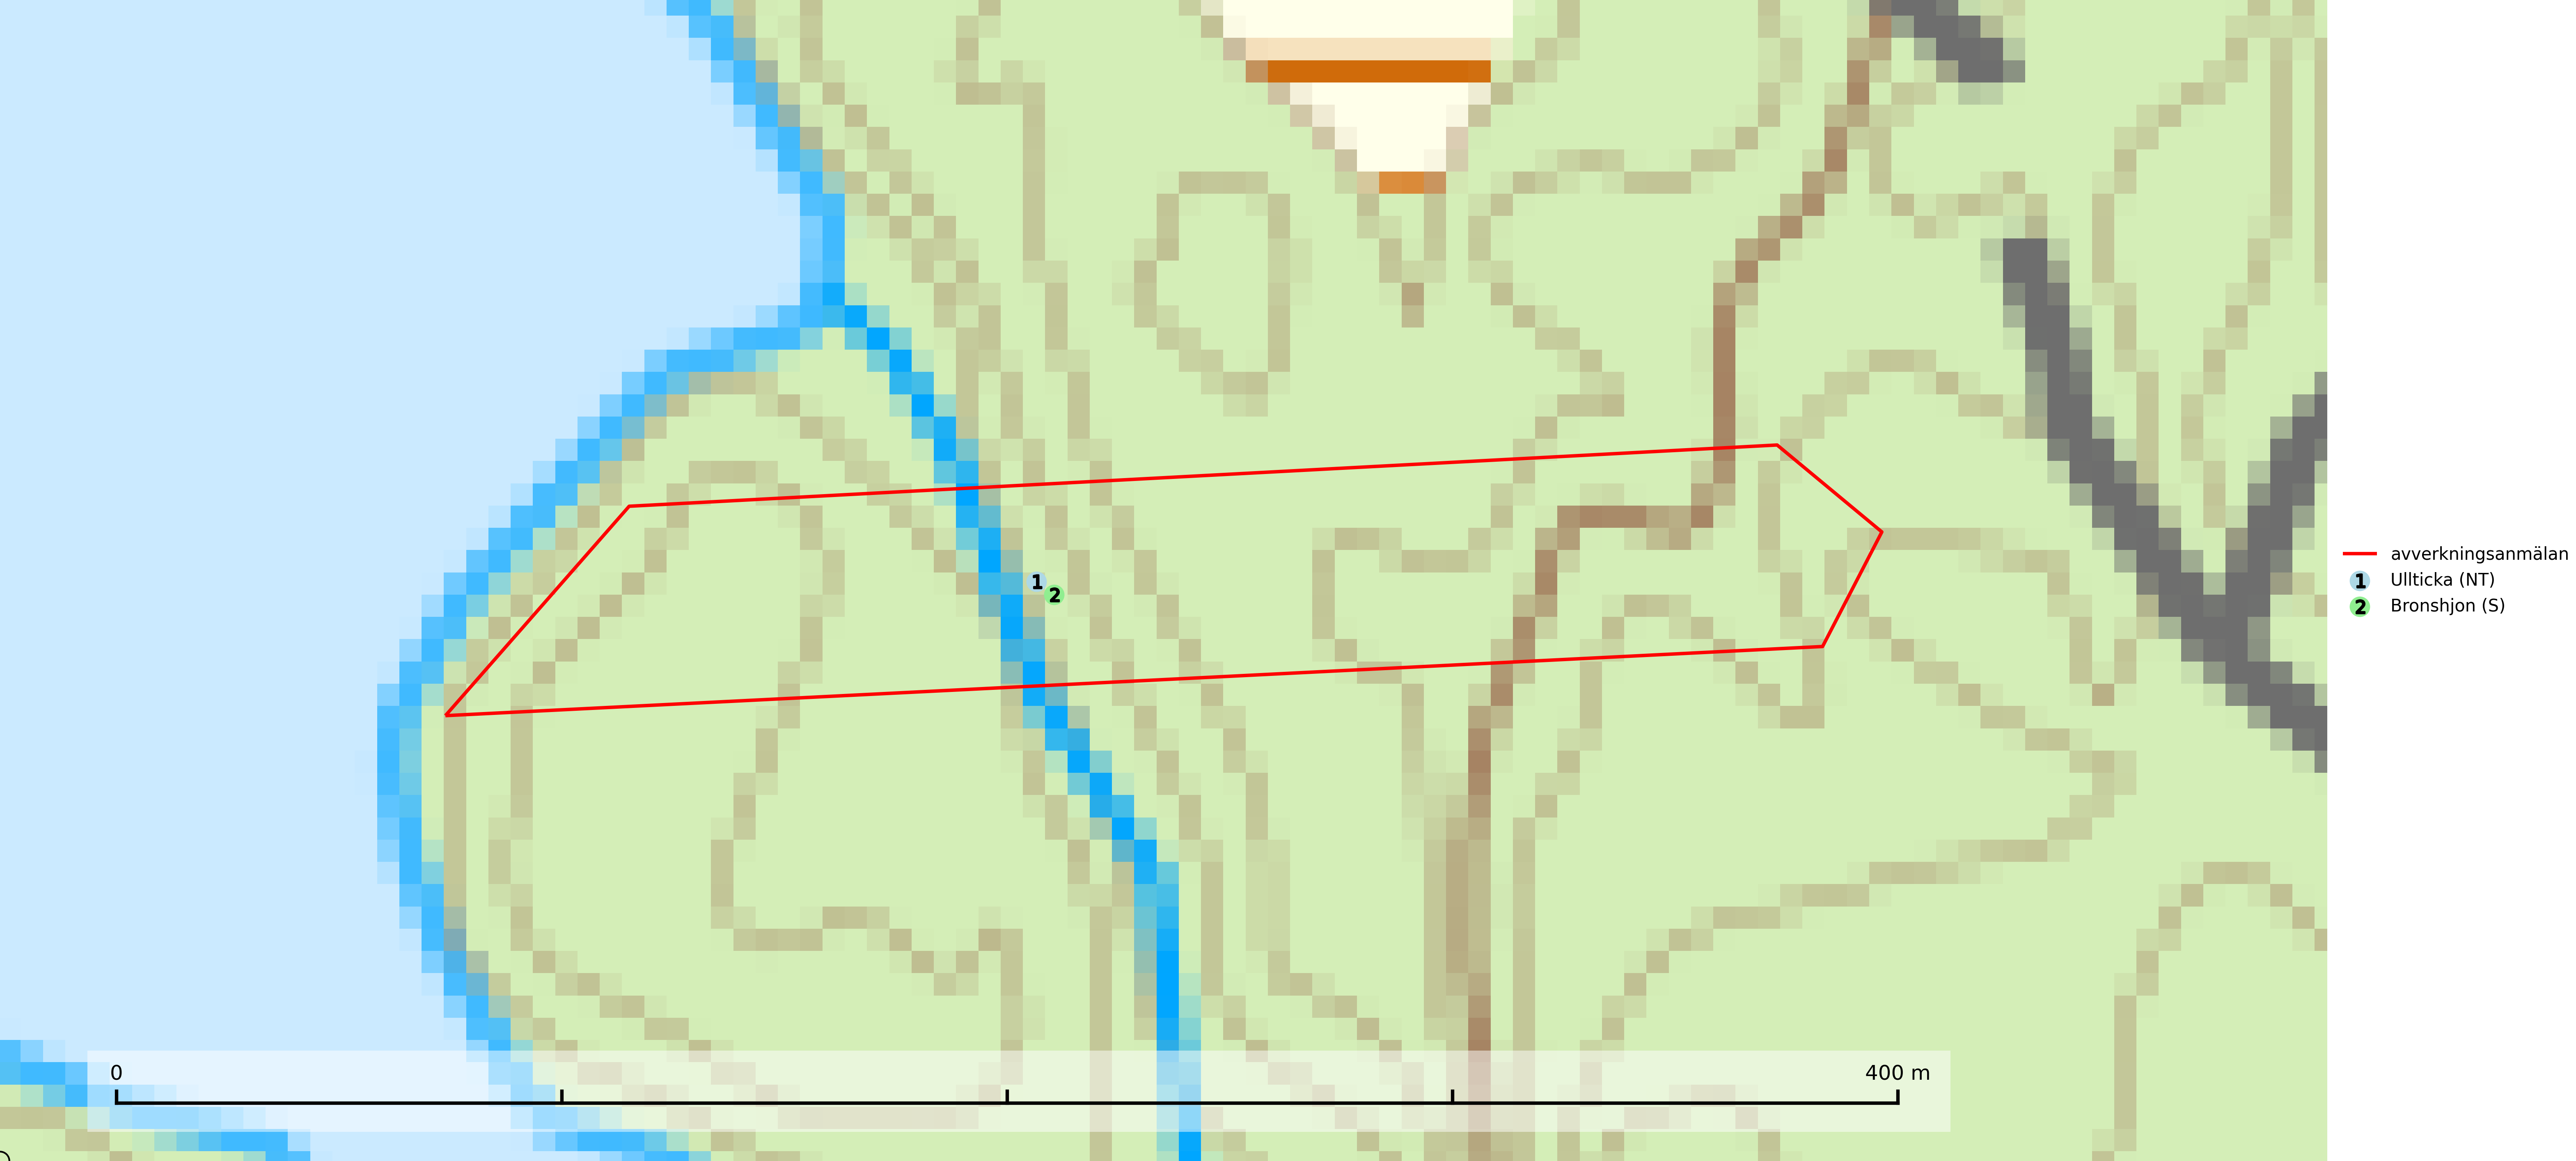 1
2
avverkningsanmälan
1 Ullticka (NT)
2 Bronshjon (S)
0
400 m